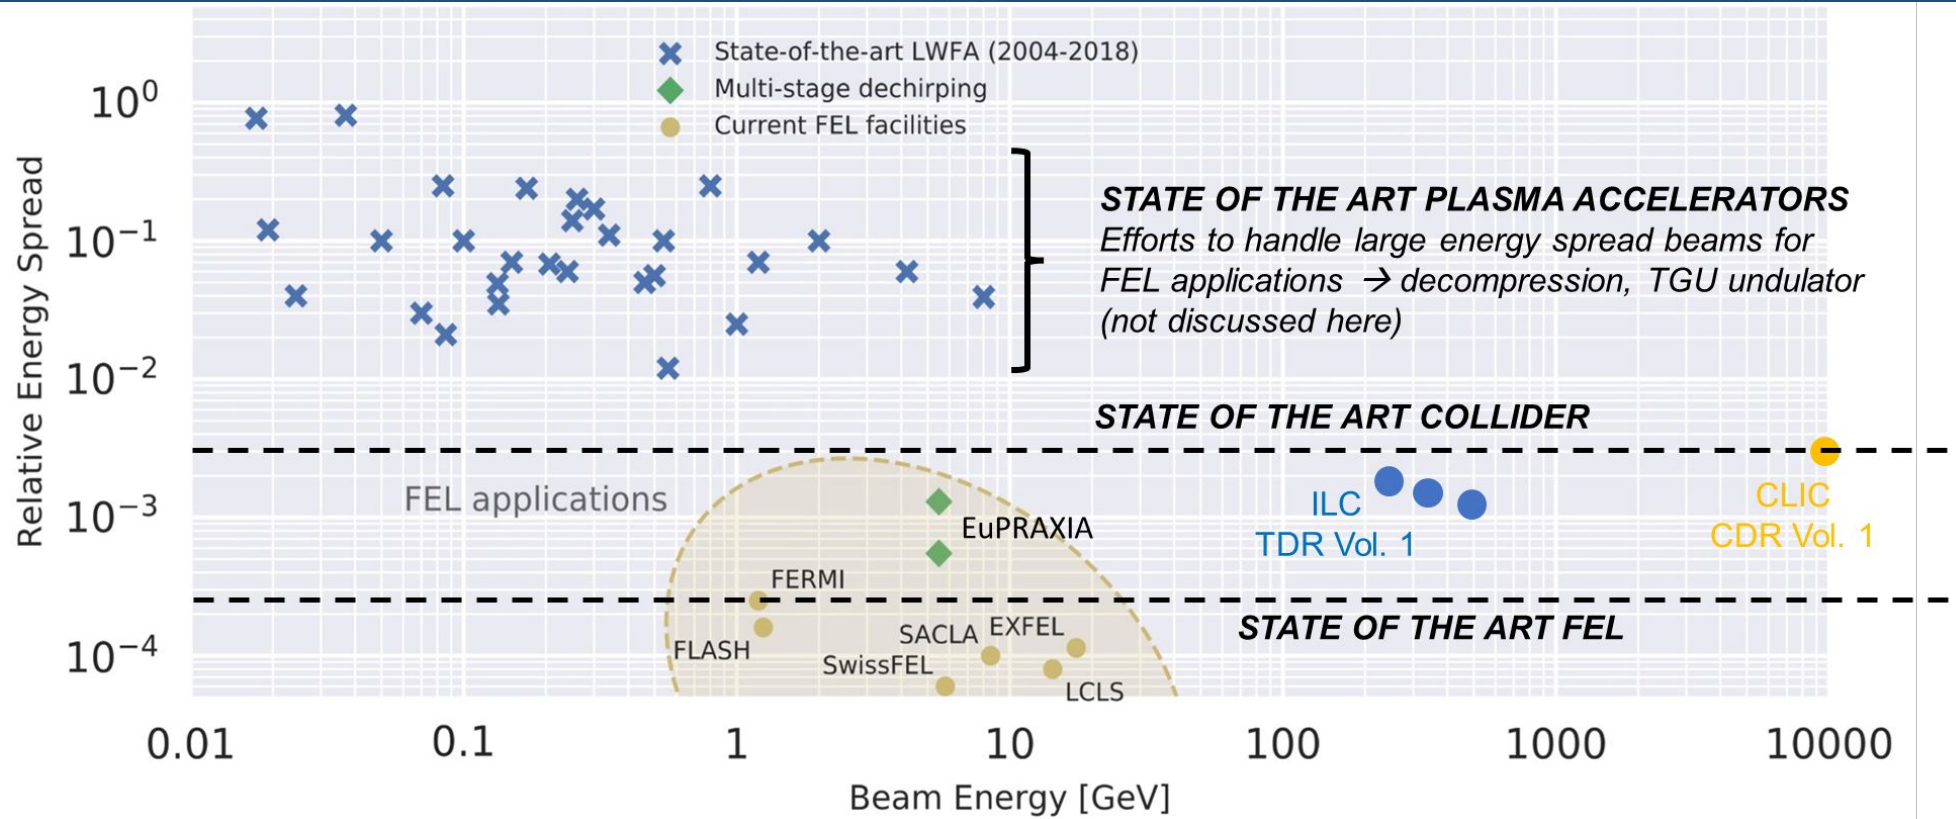 State-of-the-art LWFA (2004-2018)
Multi-stage dechirping
Current FEL facilities
STATE OF THE ART PLASMA ACCELERATORS
Efforts to handle large energy spread beams for
FEL applications → decompression, TGU undulator
(not discussed here)
STATE OF THE ART COLLIDER
FEL applications
EuPRAXIA
ILC
TDR Vol. 1
CLIC
CDR Vol. 1
FERMI
STATE OF THE ART FEL
FLASH
SACLA
EXFEL
SwissFEL
LCLS
Relative Energy Spread
10⁰
10⁻¹
10⁻²
10⁻³
10⁻⁴
0.01 0.1 1 10 100 1000 10000
Beam Energy [GeV]